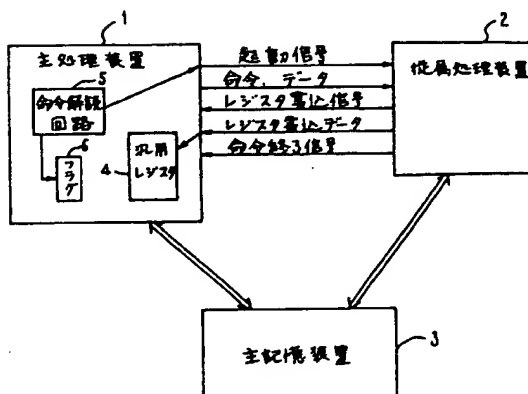 1
2
主処理装置
5
命令解読
回路
6
フラグ
4
汎用
レジスタ
起動信号
命令、データ
レジスタ書込信号
レジスタ書込データ
命令終了信号
従属処理装置
主記憶装置
3